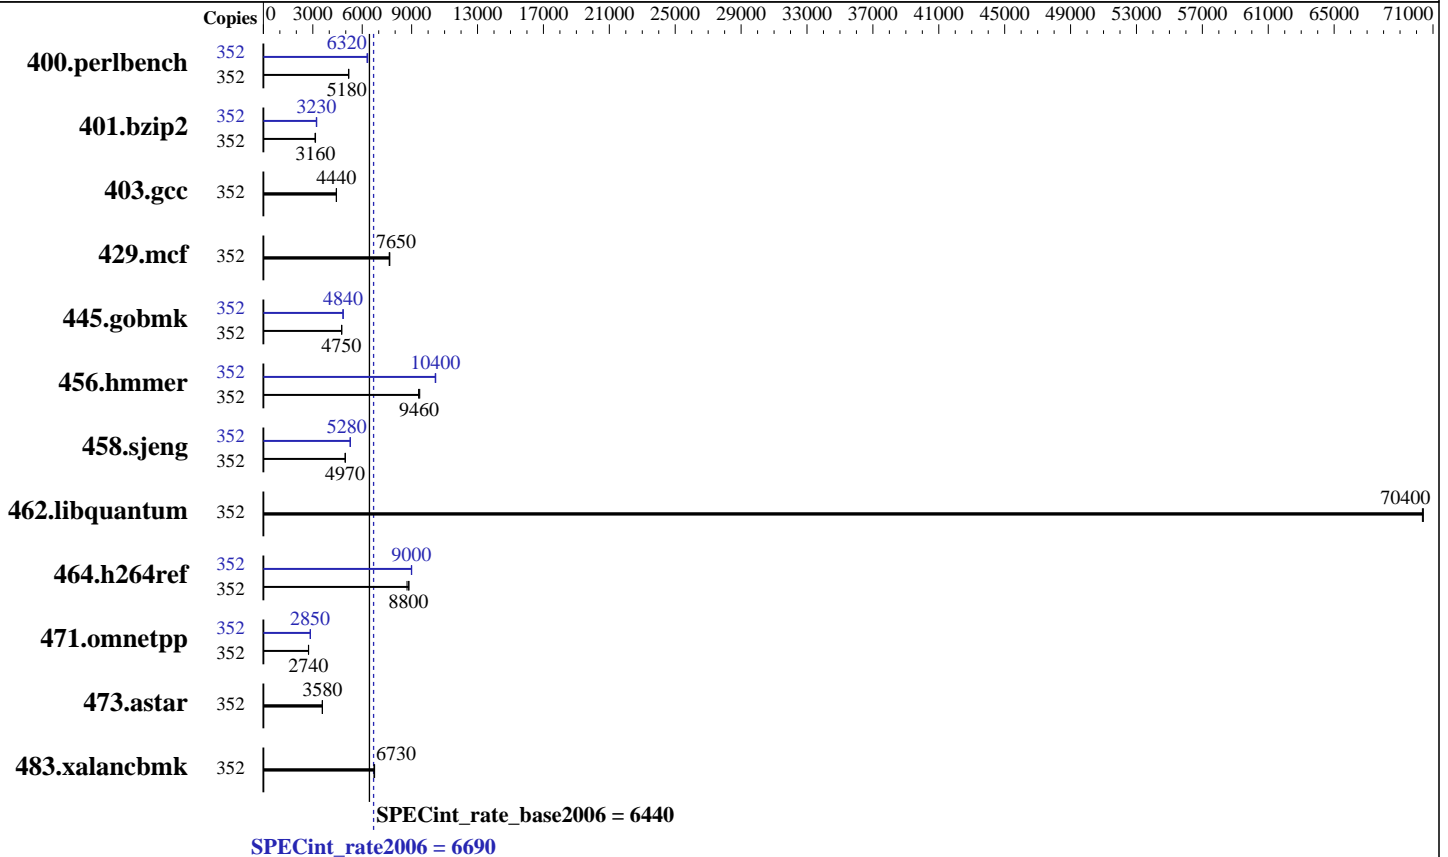 Copies 0 3000 6000 9000 13000 17000 21000 25000 29000 33000 37000 41000 45000 49000 53000 57000 61000 65000 71000
6320
400.perlbench 352
352
5180
3230
401.bzip2 352
352
3160
4440
403.gcc 352
7650
429.mcf 352
4840
445.gobmk 352
352
4750
10400
456.hmmer 352
352
9460
5280
458.sjeng 352
352
4970
70400
462.libquantum 352
9000
464.h264ref 352
352
8800
2850
471.omnetpp 352
352
2740
3580
473.astar 352
6730
483.xalancbmk 352
SPECint_rate_base2006 = 6440
SPECint_rate2006 = 6690